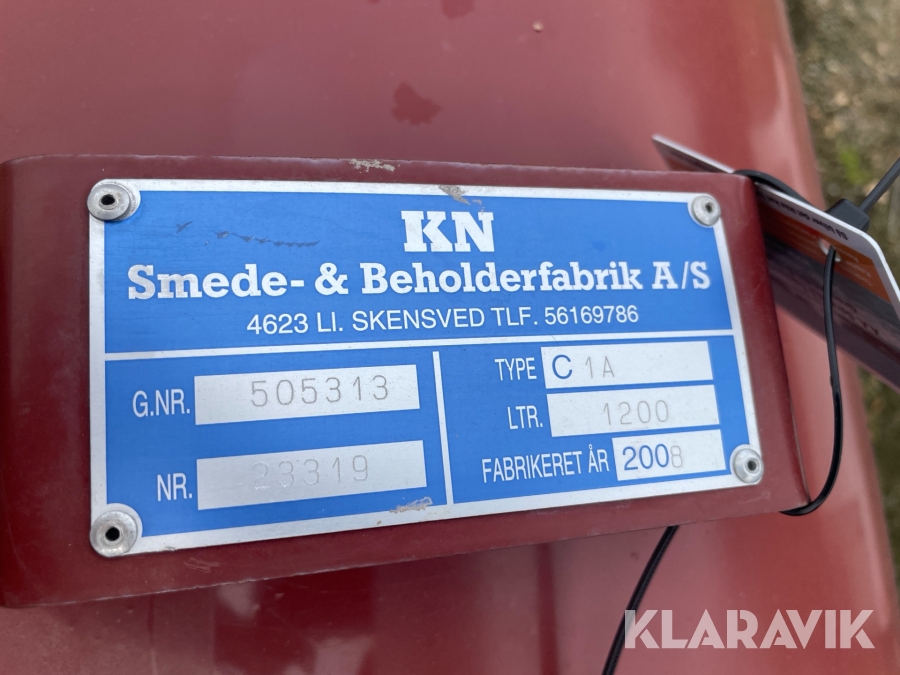 KN
Smede- & Beholderfabrik A/S
4623 LI. SKENSVED TLF. 56169786
G.NR. 505313
NR. 23319
TYPE C 1A
LTR. 1200
FABRIKERET ÅR 2008
KLARAVIK